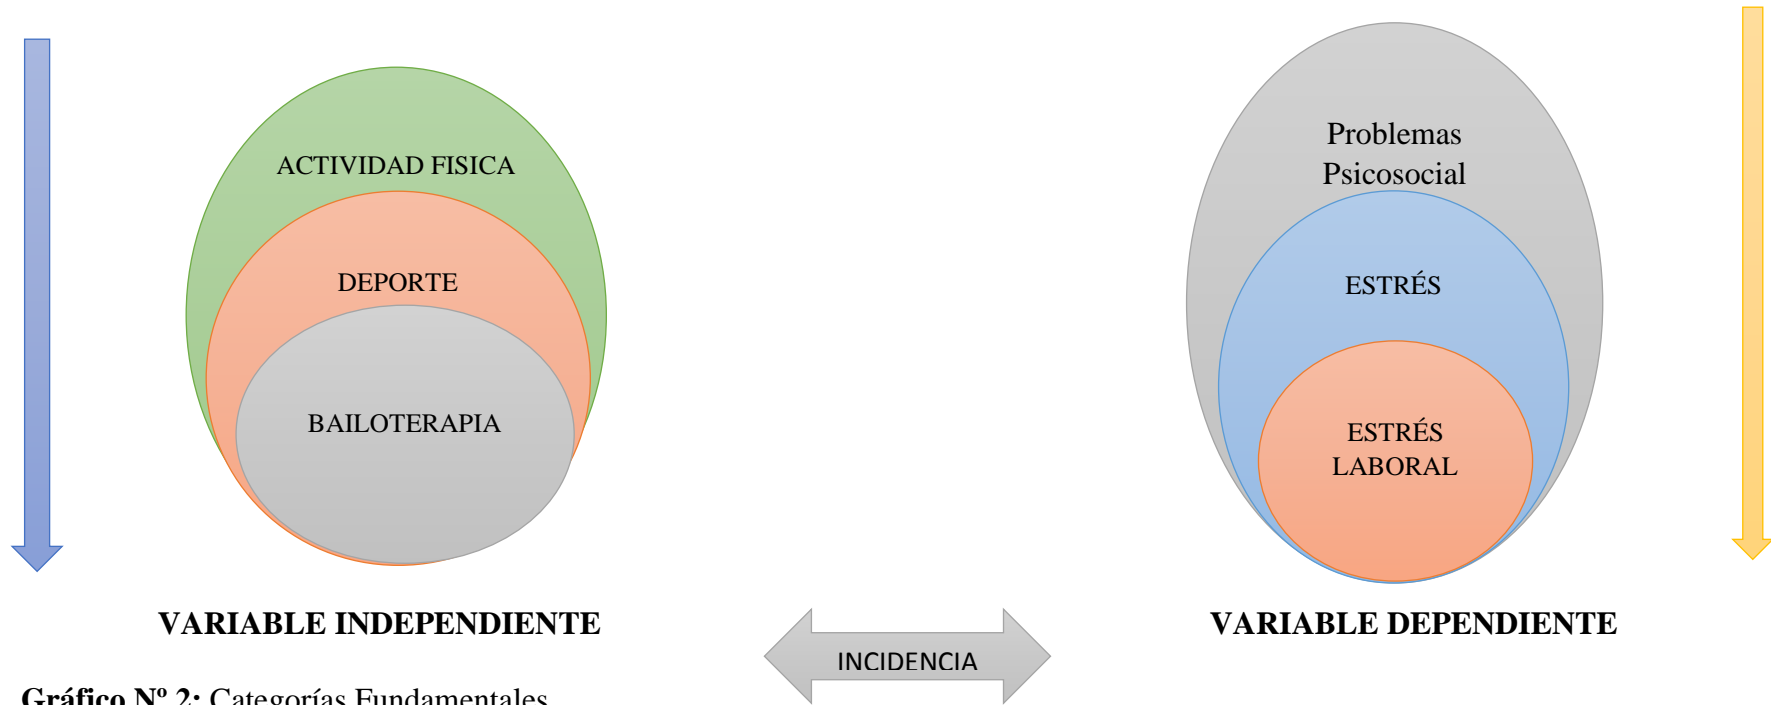 ACTIVIDAD FISICA
DEPORTE
BAILOTERAPIA
Problemas
Psicosocial
ESTRÉS
ESTRÉS
LABORAL
VARIABLE INDEPENDIENTE
VARIABLE DEPENDIENTE
INCIDENCIA
Gráfico Nº 2: Categorías Fundamentales